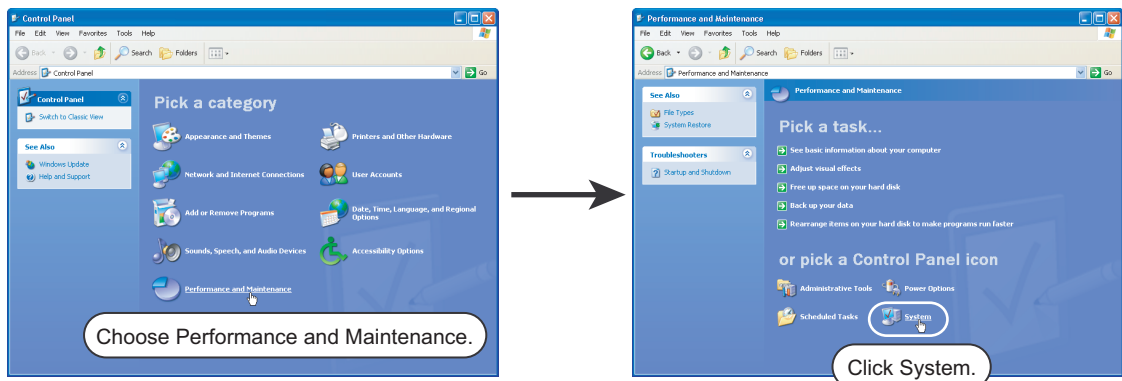 Control Panel
File Edit View Favorites Tools Help
Back Search Folders
Address Control Panel Go
Control Panel
Switch to Classic View
See Also
Windows Update
Help and Support
Pick a category
Appearance and Themes
Printers and Other Hardware
Network and Internet Connections
User Accounts
Add or Remove Programs
Date, Time, Language, and Regional
Options
Sounds, Speech, and Audio Devices
Accessibility Options
Performance and Maintenance
Choose Performance and Maintenance.
Performance and Maintenance
File Edit View Favorites Tools Help
Back Search Folders
Address Performance and Maintenance Go
See Also
File Types
System Restore
Troubleshooters
Startup and Shutdown
Performance and Maintenance
Pick a task...
See basic information about your computer
Adjust visual effects
Free up space on your hard disk
Back up your data
Rearrange items on your hard disk to make programs run faster
or pick a Control Panel icon
Administrative Tools
Power Options
Scheduled Tasks
System
Click System.